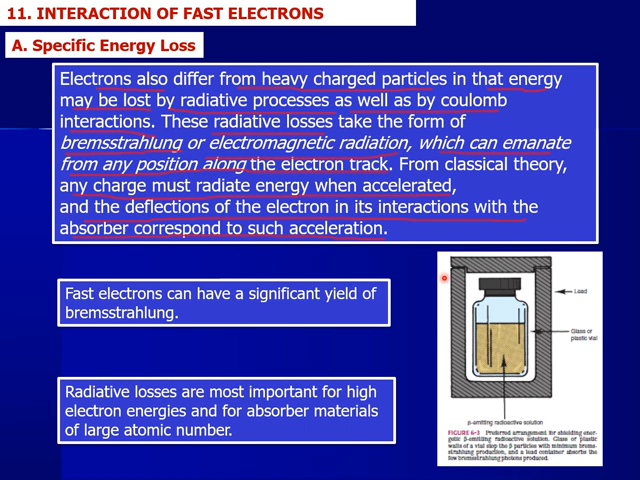 11. INTERACTION OF FAST ELECTRONS
A. Specific Energy Loss
Electrons also differ from heavy charged particles in that energy
may be lost by radiative processes as well as by coulomb
interactions. These radiative losses take the form of
bremsstrahlung or electromagnetic radiation, which can emanate
from any position along the electron track. From classical theory,
any charge must radiate energy when accelerated,
and the deflections of the electron in its interactions with the
absorber correspond to such acceleration.
Fast electrons can have a significant yield of
bremsstrahlung.
Radiative losses are most important for high
electron energies and for absorber materials
of large atomic number.
Lead
Glass or
plastic vial
β-emitting radioactive solution
FIGURE 6-3 Preferred arrangement for shielding ener-
getic β-emitting radioactive solution. Glass or plastic
walls of a vial stop the β particles with minimum brems-
strahlung production, and a lead container absorbs the
few bremsstrahlung photons produced.